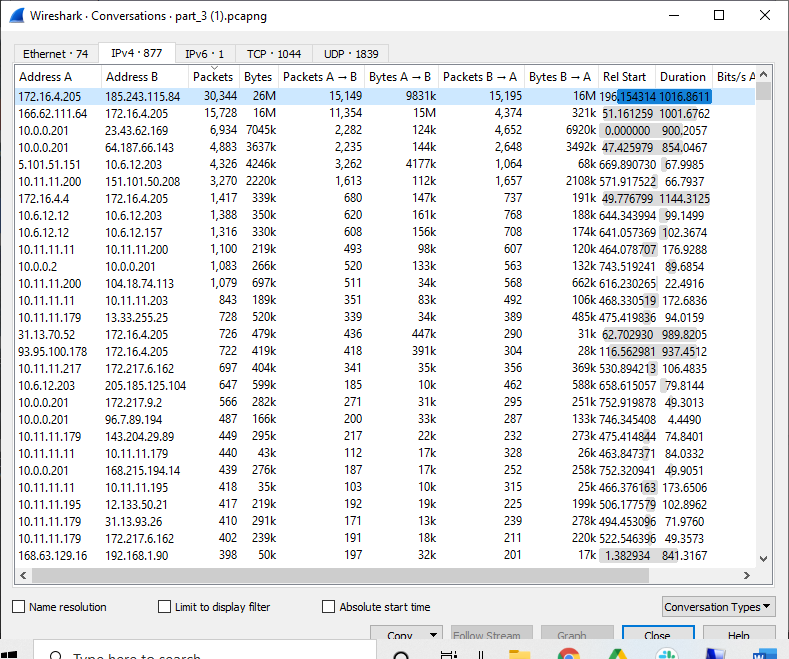 Wireshark · Conversations · part_3 (1).pcapng
Ethernet · 74 IPv4 · 877 IPv6 · 1 TCP · 1044 UDP · 1839
Address A Address B Packets Bytes Packets A → B Bytes A → B Packets B → A Bytes B → A Rel Start Duration Bits/s A
172.16.4.205 185.243.115.84 30,344 26M 15,149 9831k 15,195 16M 196.154314 1016.8611
166.62.111.64 172.16.4.205 15,728 16M 11,354 15M 4,374 321k 51.161259 1001.6762
10.0.0.201 23.43.62.169 6,934 7045k 2,282 124k 4,652 6920k 0.000000 900.2057
10.0.0.201 64.187.66.143 4,883 3637k 2,235 144k 2,648 3492k 47.425979 854.0467
5.101.51.151 10.6.12.203 4,326 4246k 3,262 4177k 1,064 68k 669.890730 67.9985
10.11.11.200 151.101.50.208 3,270 2220k 1,613 112k 1,657 2108k 571.917522 66.7937
172.16.4.4 172.16.4.205 1,417 339k 680 147k 737 191k 49.776799 1144.3125
10.6.12.12 10.6.12.203 1,388 350k 620 161k 768 188k 644.343994 99.1499
10.6.12.12 10.6.12.157 1,316 330k 608 156k 708 174k 641.057369 102.3674
10.11.11.11 10.11.11.200 1,100 219k 493 98k 607 120k 464.078707 176.9288
10.0.0.2 10.0.0.201 1,083 266k 520 133k 563 132k 743.519241 89.6854
10.11.11.200 104.18.74.113 1,079 697k 511 34k 568 662k 616.230265 22.4916
10.11.11.11 10.11.11.203 843 189k 351 83k 492 106k 468.330519 172.6836
10.11.11.179 13.33.255.25 728 520k 339 34k 389 485k 475.419836 94.0159
31.13.70.52 172.16.4.205 726 479k 436 447k 290 31k 62.702930 989.8205
93.95.100.178 172.16.4.205 722 419k 418 391k 304 28k 116.562981 937.4512
10.11.11.217 172.217.6.162 697 404k 341 35k 356 369k 530.894213 106.4835
10.6.12.203 205.185.125.104 647 599k 185 10k 462 588k 658.615057 79.8144
10.0.0.201 172.217.9.2 566 282k 271 31k 295 251k 752.919878 49.3013
10.0.0.201 96.7.89.194 487 166k 200 33k 287 133k 746.345408 4.4490
10.11.11.179 143.204.29.89 449 295k 217 22k 232 273k 475.414844 74.8401
10.11.11.11 10.11.11.179 440 43k 112 17k 328 26k 463.847371 84.0332
10.0.0.201 168.215.194.14 439 276k 187 17k 252 258k 752.320941 49.9051
10.11.11.11 10.11.11.195 418 35k 103 10k 315 25k 466.376163 173.6506
10.11.11.195 12.133.50.21 417 219k 192 19k 225 199k 506.177579 102.8962
10.11.11.179 31.13.93.26 410 291k 171 13k 239 278k 494.453096 71.9760
10.11.11.179 172.217.6.162 402 239k 191 18k 211 220k 522.546396 49.3573
168.63.129.16 192.168.1.90 398 50k 197 32k 201 17k 1.382934 841.3167
Name resolution Limit to display filter Absolute start time Conversation Types
Copy Follow Stream... Graph... Close Help
Type here to search